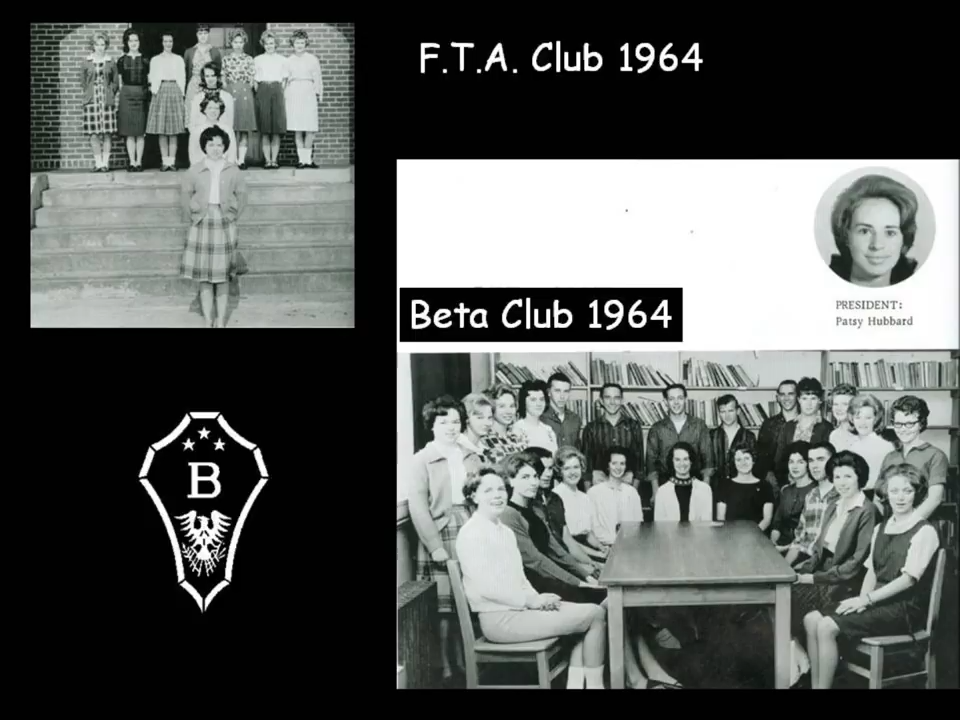 F.T.A. Club 1964
PRESIDENT:
Patsy Hubbard
Beta Club 1964
B